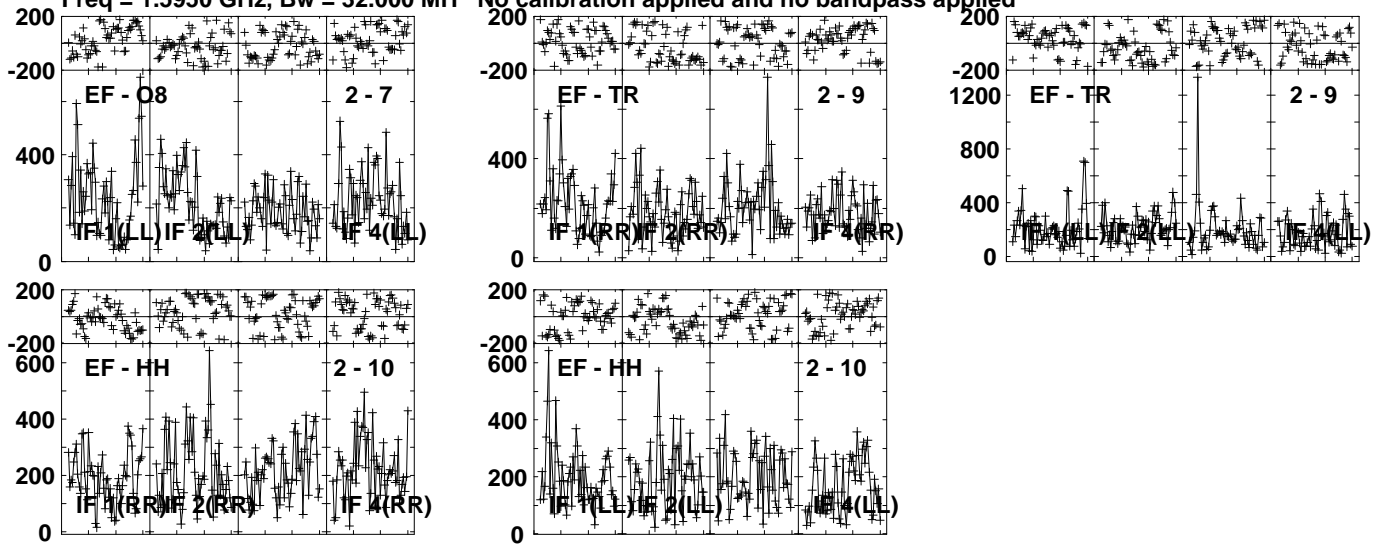 Freq = 1.5950 GHz, Bw = 32.000 MH No calibration applied and no bandpass applied
200
-200
EF - O8 2 - 7
400
0
IF 1(LL) IF 2(LL) IF 4(LL)
200
-200
EF - TR 2 - 9
400
0
IF 1(RR) IF 2(RR) IF 4(RR)
200
-200
1200
EF - TR 2 - 9
800
400
0
IF 1(LL) IF 2(LL) IF 4(LL)
200
-200
600
EF - HH 2 - 10
400
200
0
IF 1(RR) IF 2(RR) IF 4(RR)
200
-200
600
EF - HH 2 - 10
400
200
0
IF 1(LL) IF 2(LL) IF 4(LL)